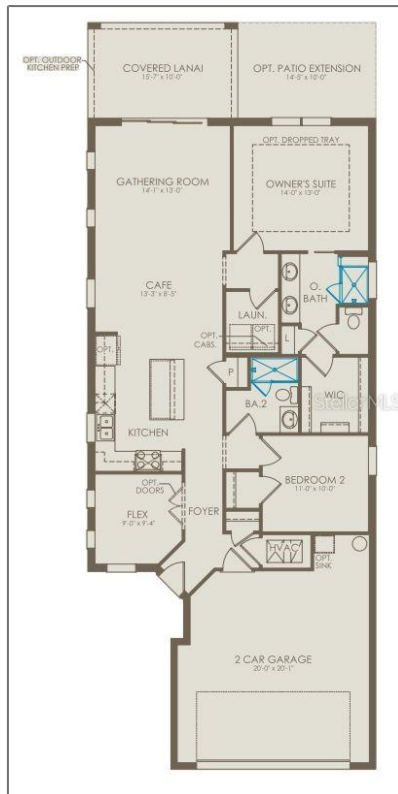 OPT. OUTDOOR
KITCHEN PREP
COVERED LANAI
15'-7" x 10'-0"
OPT. PATIO EXTENSION
14'-5" x 10'-0"
OPT. DROPPED TRAY
GATHERING ROOM
14'-1" x 13'-0"
OWNER'S SUITE
14'-0" x 13'-0"
CAFE
13'-3" x 8'-5"
O.
BATH
LAUN.
OPT.
OPT.
CABS.
L
OPT.
P
BA.2
WIC
Stellar MLS
KITCHEN
BEDROOM 2
11'-0" x 10'-0"
OPT.
DOORS
FLEX
9'-0" x 9'-4"
FOYER
HVAC
OPT.
SINK
2 CAR GARAGE
20'-0" x 20'-1"